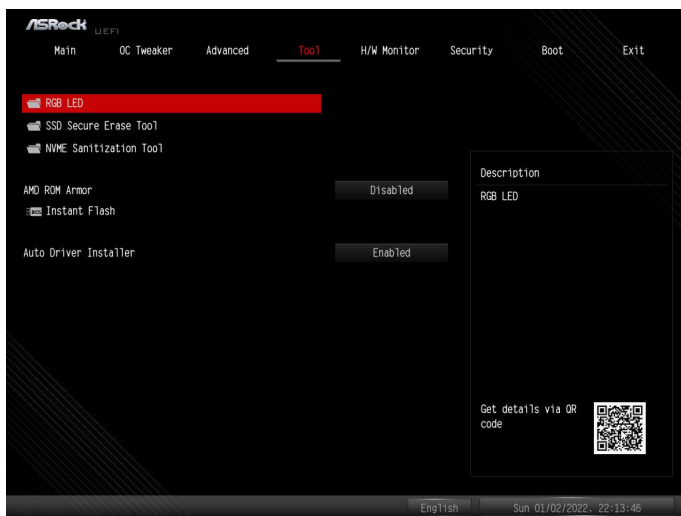 ASRock UEFI
Main OC Tweaker Advanced Tool H/W Monitor Security Boot Exit
RGB LED
SSD Secure Erase Tool
NVME Sanitization Tool
Description
AMD ROM Armor Disabled
RGB LED
BIOS Instant Flash
Auto Driver Installer Enabled
Get details via QR
code
English Sun 01/02/2022, 22:13:46